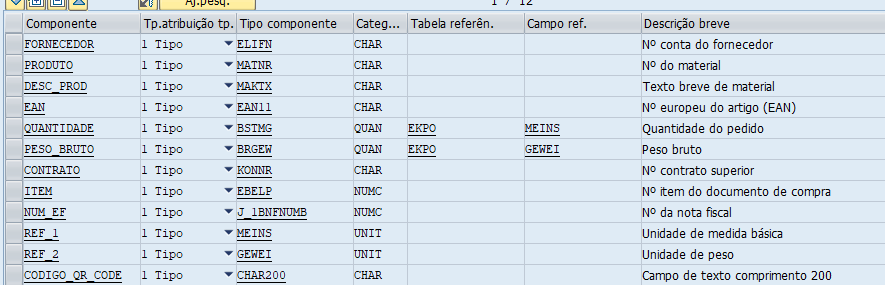 Aj.pesq. 1 / 12
Componente Tp.atribuição tp. Tipo componente Categ... Tabela referên. Campo ref. Descrição breve
FORNECEDOR 1 Tipo ELIFN CHAR Nº conta do fornecedor
PRODUTO 1 Tipo MATNR CHAR Nº do material
DESC_PROD 1 Tipo MAKTX CHAR Texto breve de material
EAN 1 Tipo EAN11 CHAR Nº europeu do artigo (EAN)
QUANTIDADE 1 Tipo BSTMG QUAN EKPO MEINS Quantidade do pedido
PESO_BRUTO 1 Tipo BRGEW QUAN EKPO GEWEI Peso bruto
CONTRATO 1 Tipo KONNR CHAR Nº contrato superior
ITEM 1 Tipo EBELP NUMC Nº item do documento de compra
NUM_EF 1 Tipo J_1BNFNUMB NUMC Nº da nota fiscal
REF_1 1 Tipo MEINS UNIT Unidade de medida básica
REF_2 1 Tipo GEWEI UNIT Unidade de peso
CODIGO_QR_CODE 1 Tipo CHAR200 CHAR Campo de texto comprimento 200